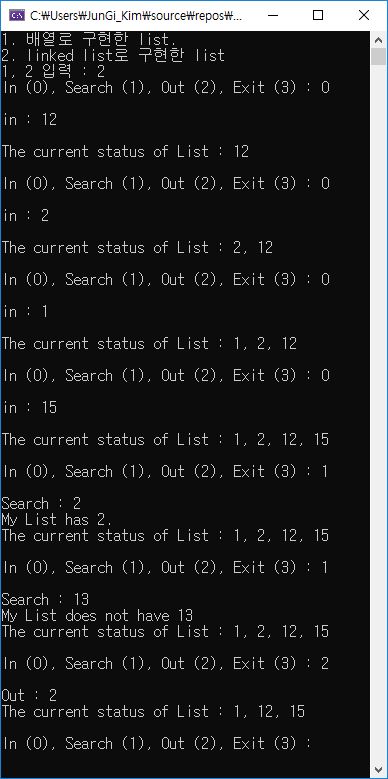 C:\Users\JunGi_Kim\source\repos\...
1. 배열로 구현한 list.
2. linked list로 구현한 list
1, 2 입력 : 2
In (0), Search (1), Out (2), Exit (3) : 0
in : 12
The current status of List : 12
In (0), Search (1), Out (2), Exit (3) : 0
in : 2
The current status of List : 2, 12
In (0), Search (1), Out (2), Exit (3) : 0
in : 1
The current status of List : 1, 2, 12
In (0), Search (1), Out (2), Exit (3) : 0
in : 15
The current status of List : 1, 2, 12, 15
In (0), Search (1), Out (2), Exit (3) : 1
Search : 2
My List has 2.
The current status of List : 1, 2, 12, 15
In (0), Search (1), Out (2), Exit (3) : 1
Search : 13
My List does not have 13
The current status of List : 1, 2, 12, 15
In (0), Search (1), Out (2), Exit (3) : 2
Out : 2
The current status of List : 1, 12, 15
In (0), Search (1), Out (2), Exit (3) :